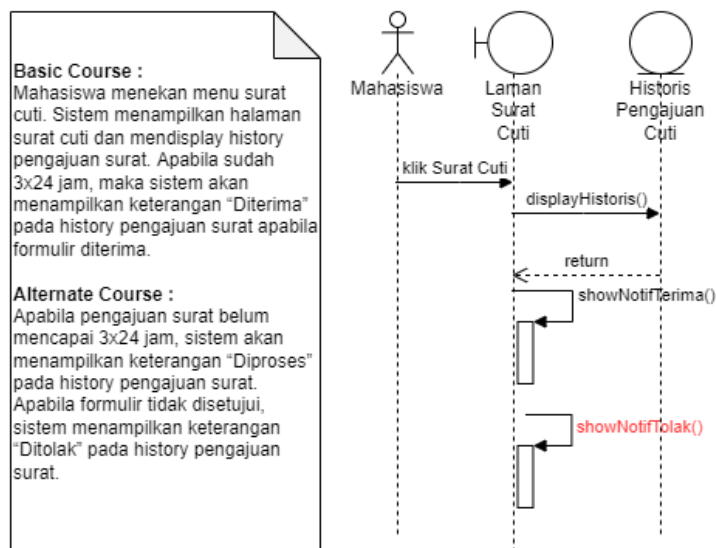 Basic Course :
Mahasiswa menekan menu surat
cuti. Sistem menampilkan halaman
surat cuti dan mendisplay history
pengajuan surat. Apabila sudah
3x24 jam, maka sistem akan
menampilkan keterangan “Diterima”
pada history pengajuan surat apabila
formulir diterima.
Alternate Course :
Apabila pengajuan surat belum
mencapai 3x24 jam, sistem akan
menampilkan keterangan “Diproses”
pada history pengajuan surat.
Apabila formulir tidak disetujui,
sistem menampilkan keterangan
“Ditolak” pada history pengajuan
surat.
Mahasiswa
Laman
Surat
Cuti
Historis
Pengajuan
Cuti
klik Surat Cuti
displayHistoris()
return
showNotifTerima()
showNotifTolak()